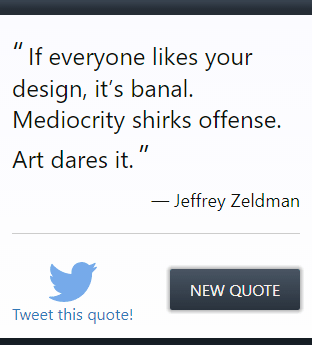 “ If everyone likes your
design, it’s banal.
Mediocrity shirks offense.
Art dares it. ”
— Jeffrey Zeldman
Tweet this quote!
NEW QUOTE